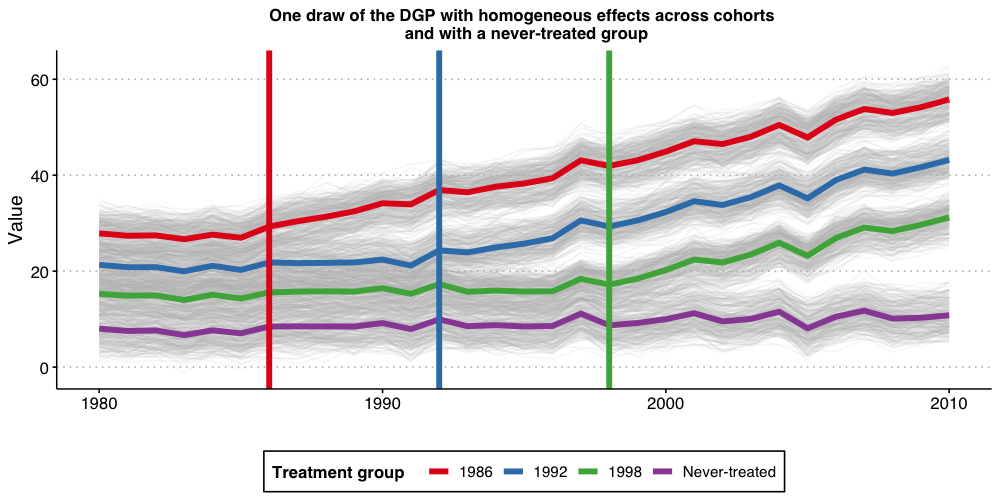 One draw of the DGP with homogeneous effects across cohorts
and with a never-treated group
Value
60
40
20
0
1980 1990 2000 2010
Treatment group 1986 1992 1998 Never-treated